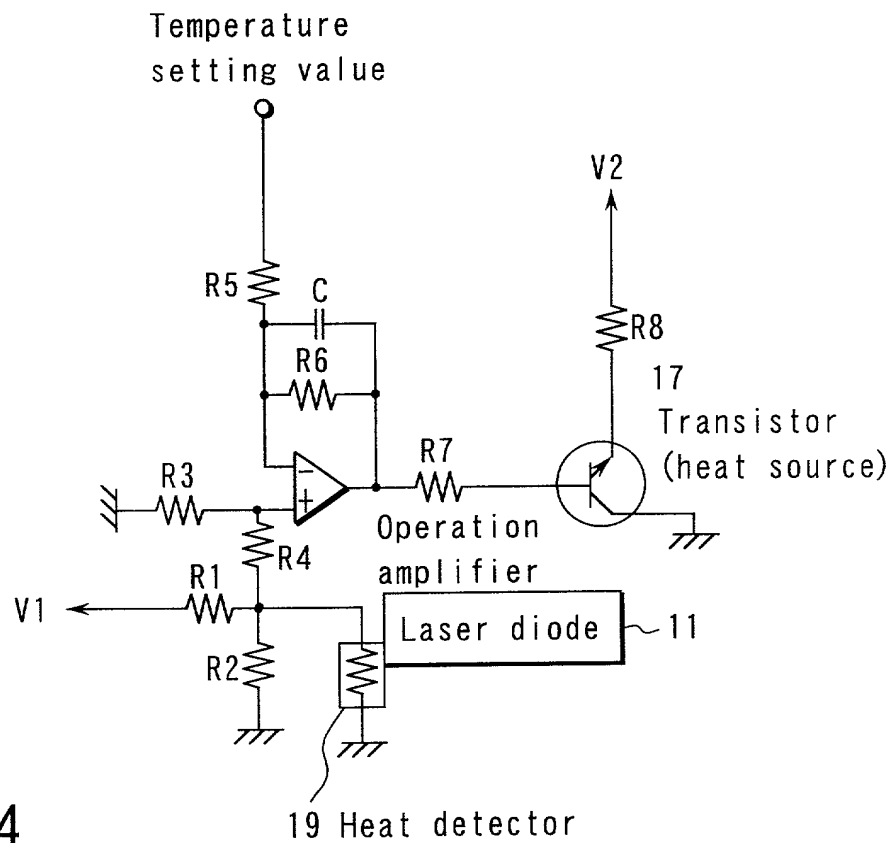 Temperature
setting value
V2
R5
C
R8
R6
17
Transistor
(heat source)
R7
R3
−
+
Operation
amplifier
R4
R1
V1
Laser diode
11
R2
19 Heat detector
4